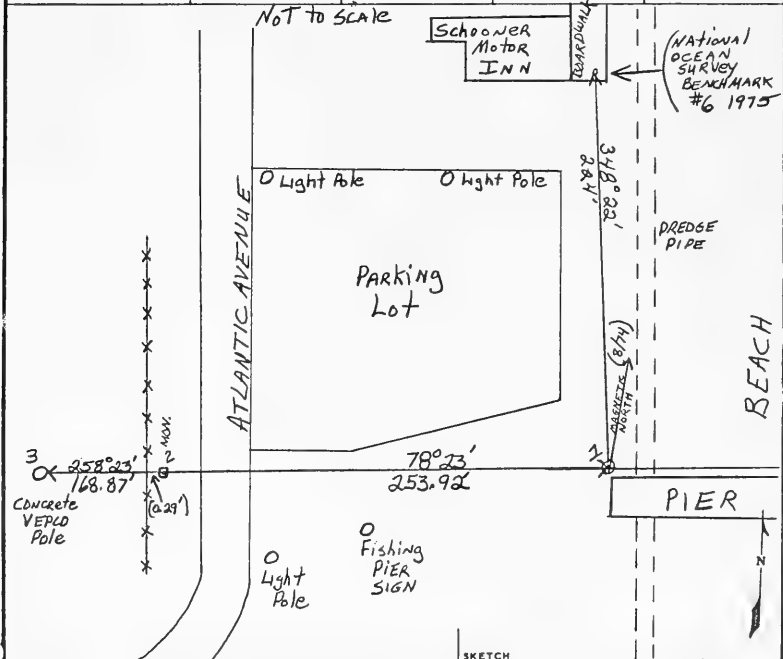 NOT to SCALE
SCHOONER
MOTOR
INN
BOARDWALK
NATIONAL
OCEAN
SURVEY
BENCHMARK
#6 1975
Light Pole
Light Pole
348° 22'
224'
DREDGE
PIPE
PARKING
Lot
ATLANTIC AVENUE
BEACH
MAGNETIC
NORTH
(8/74)
MON.
3
258° 23'
168.87'
2
78° 23'
253.92
1
CONCRETE
VEPCO
Pole
(0.29')
PIER
Fishing
PIER
SIGN
Light
Pole
N
SKETCH